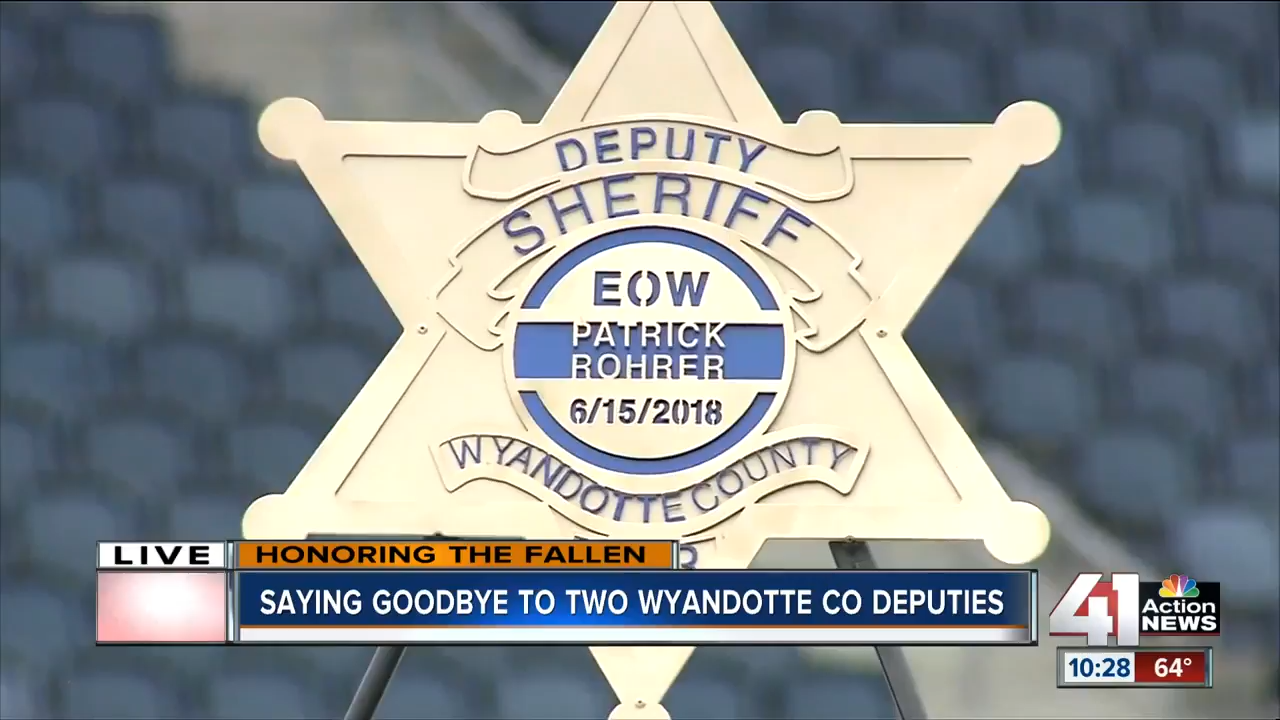 DEPUTY
SHERIFF
EOW
PATRICK
ROHRER
6/15/2018
WYANDOTTE COUNTY
LIVE
HONORING THE FALLEN
SAYING GOODBYE TO TWO WYANDOTTE CO DEPUTIES
41
Action
NEWS
10:28 64°